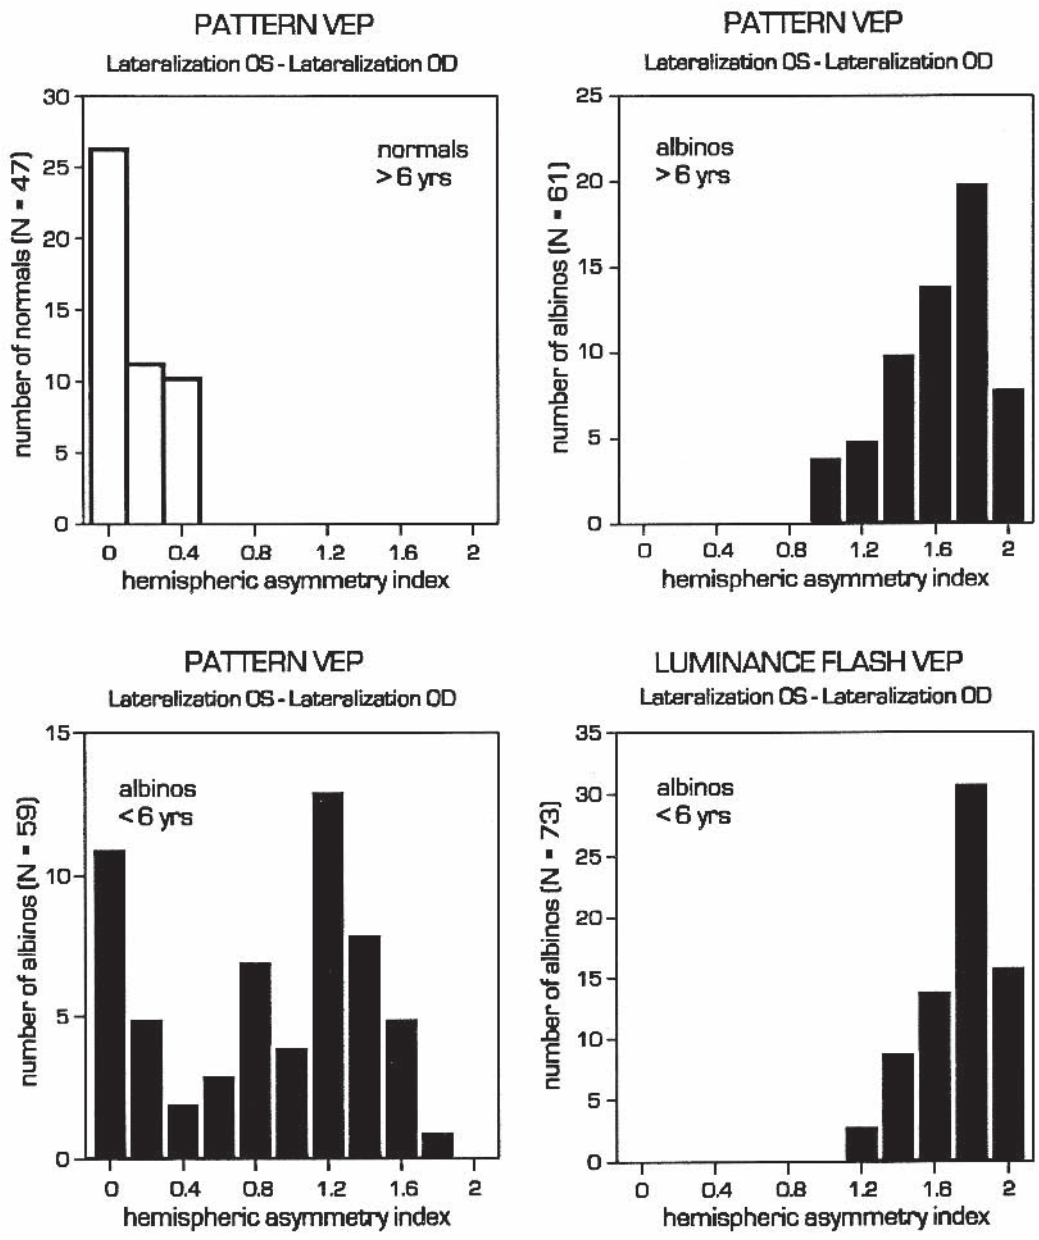 PATTERN VEP
Lateralization OS - Lateralization OD
30
25
20
15
10
5
0
number of normals (N = 47)
normals
> 6 yrs
0 0.4 0.8 1.2 1.6 2
hemispheric asymmetry index
PATTERN VEP
Lateralization OS - Lateralization OD
25
20
15
10
5
0
number of albinos (N = 61)
albinos
> 6 yrs
0 0.4 0.8 1.2 1.6 2
hemispheric asymmetry index
PATTERN VEP
Lateralization OS - Lateralization OD
15
10
5
0
number of albinos (N = 59)
albinos
< 6 yrs
0 0.4 0.8 1.2 1.6 2
hemispheric asymmetry index
LUMINANCE FLASH VEP
Lateralization OS - Lateralization OD
35
30
25
20
15
10
5
0
number of albinos (N = 73)
albinos
< 6 yrs
0 0.4 0.8 1.2 1.6 2
hemispheric asymmetry index